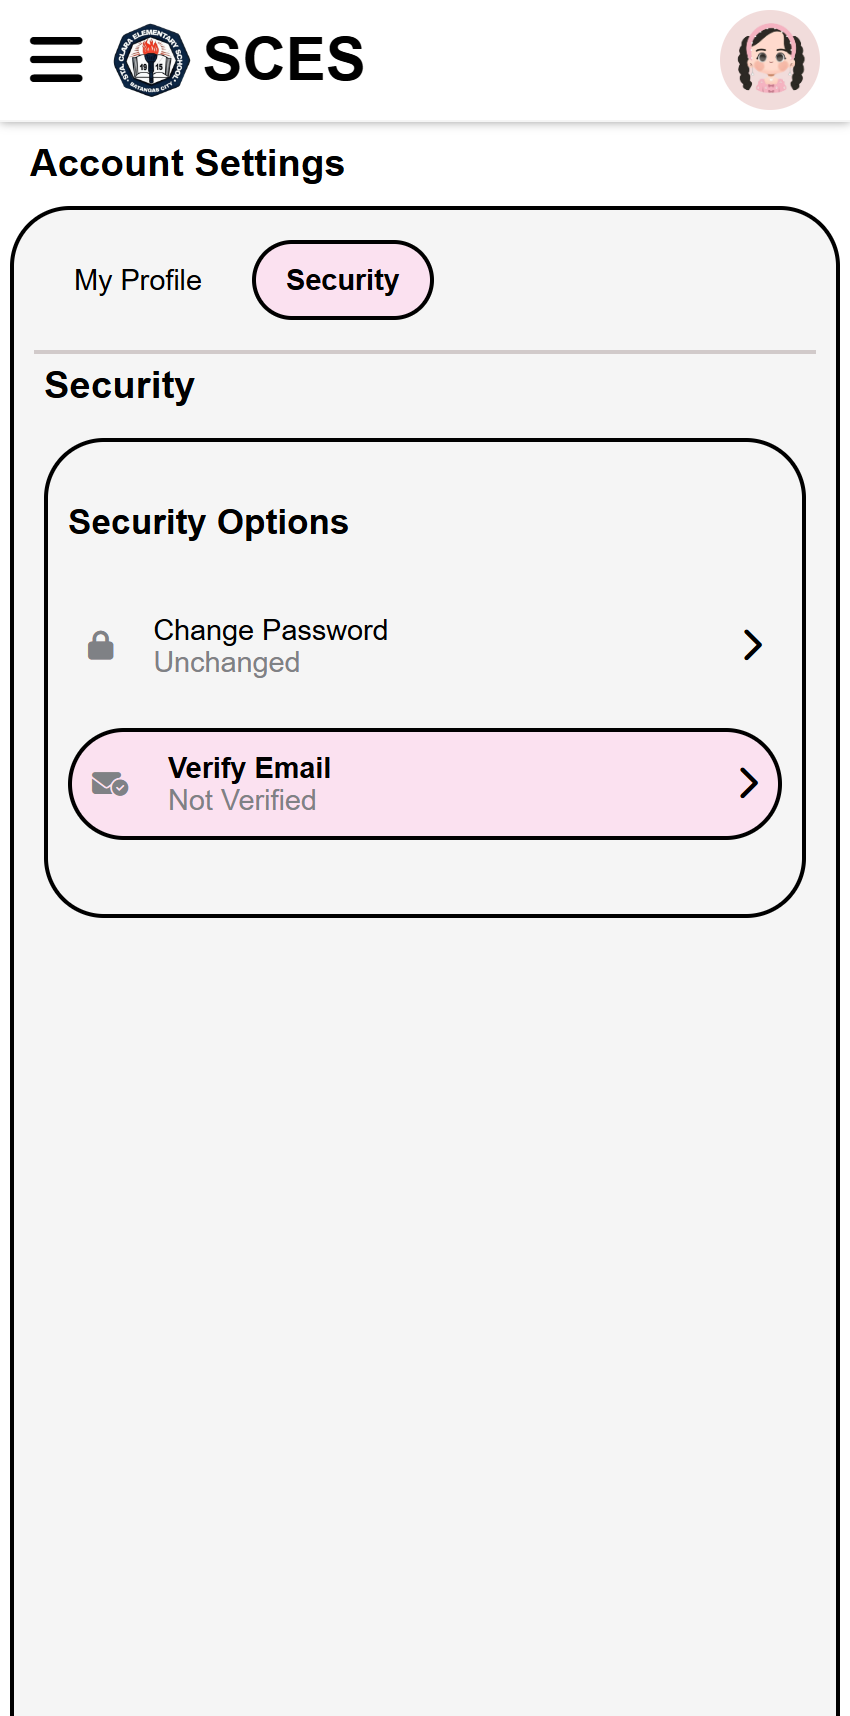 STA. CLARA ELEMENTARY SCHOOL
19 15
BATANGAS CITY
SCES
Account Settings
My Profile
Security
Security
Security Options
Change Password
Unchanged
Verify Email
Not Verified